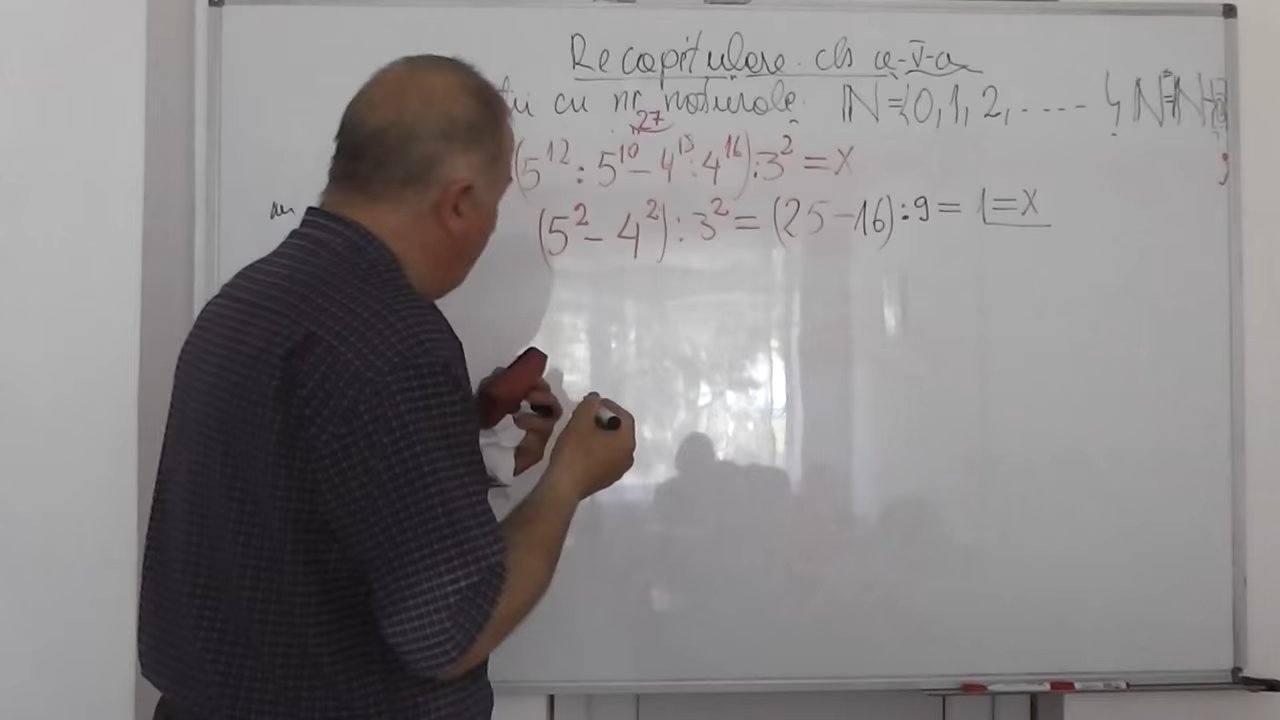 Recapitulare cls a-V-a
cu nr. naturale: ℕ={0,1,2,.....}
(5¹²:5¹⁰-4¹⁸:4¹⁶):3²=x
27
(5²-4²):3²=(25-16):9= 1=x